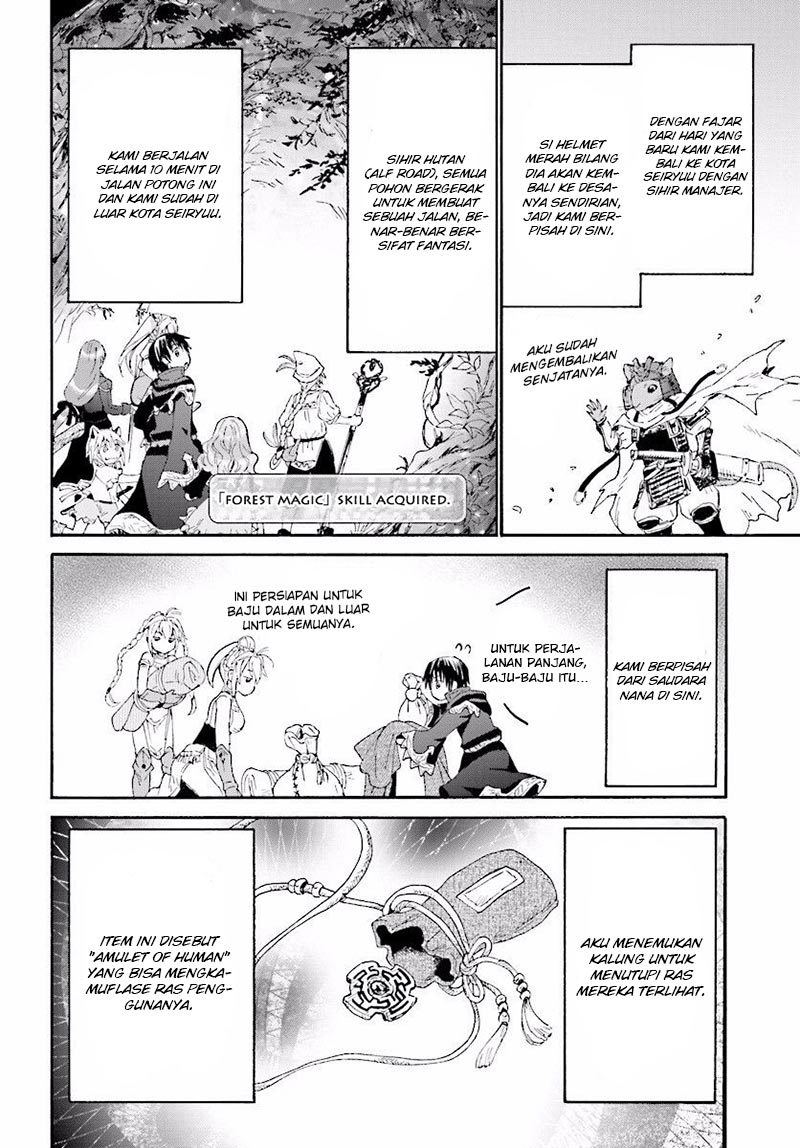 DENGAN FAJAR
DARI HARI YANG
BARU KAMI KEM-
BALI KE KOTA
SEIRYUU DENGAN
SIHIR MANAJER.
SI HELMET
MERAH BILANG
DIA AKAN KEM-
BALI KE DESA-
NYA SENDIRIAN,
JADI KAMI BER-
PISAH DI SINI.
AKU SUDAH
MENGEMBALIKAN
SENJATANYA.
SIHIR HUTAN
(ALF ROAD), SEMUA
POHON BERGERAK
UNTUK MEMBUAT
SEBUAH JALAN, BE-
NAR-BENAR BER-
SIFAT FANTASI.
KAMI BERJALAN
SELAMA 10 MENIT DI
JALAN POTONG INI
DAN KAMI SUDAH DI
LUAR KOTA SEIRYUU.
「FOREST MAGIC」 SKILL ACQUIRED.
KAMI BERPISAH
DARI SAUDARA
NANA DI SINI.
UNTUK PERJA-
LANAN PANJANG,
BAJU-BAJU ITU...
INI PERSIAPAN UNTUK
BAJU DALAM DAN LUAR
UNTUK SEMUANYA.
AKU MENEMUKAN
KALUNG UNTUK
MENUTUPI RAS
MEREKA TERLIHAT.
ITEM INI DISEBUT
"AMULET OF HUMAN"
YANG BISA MENGKA-
MUFLASE RAS PENG-
GUNANYA.